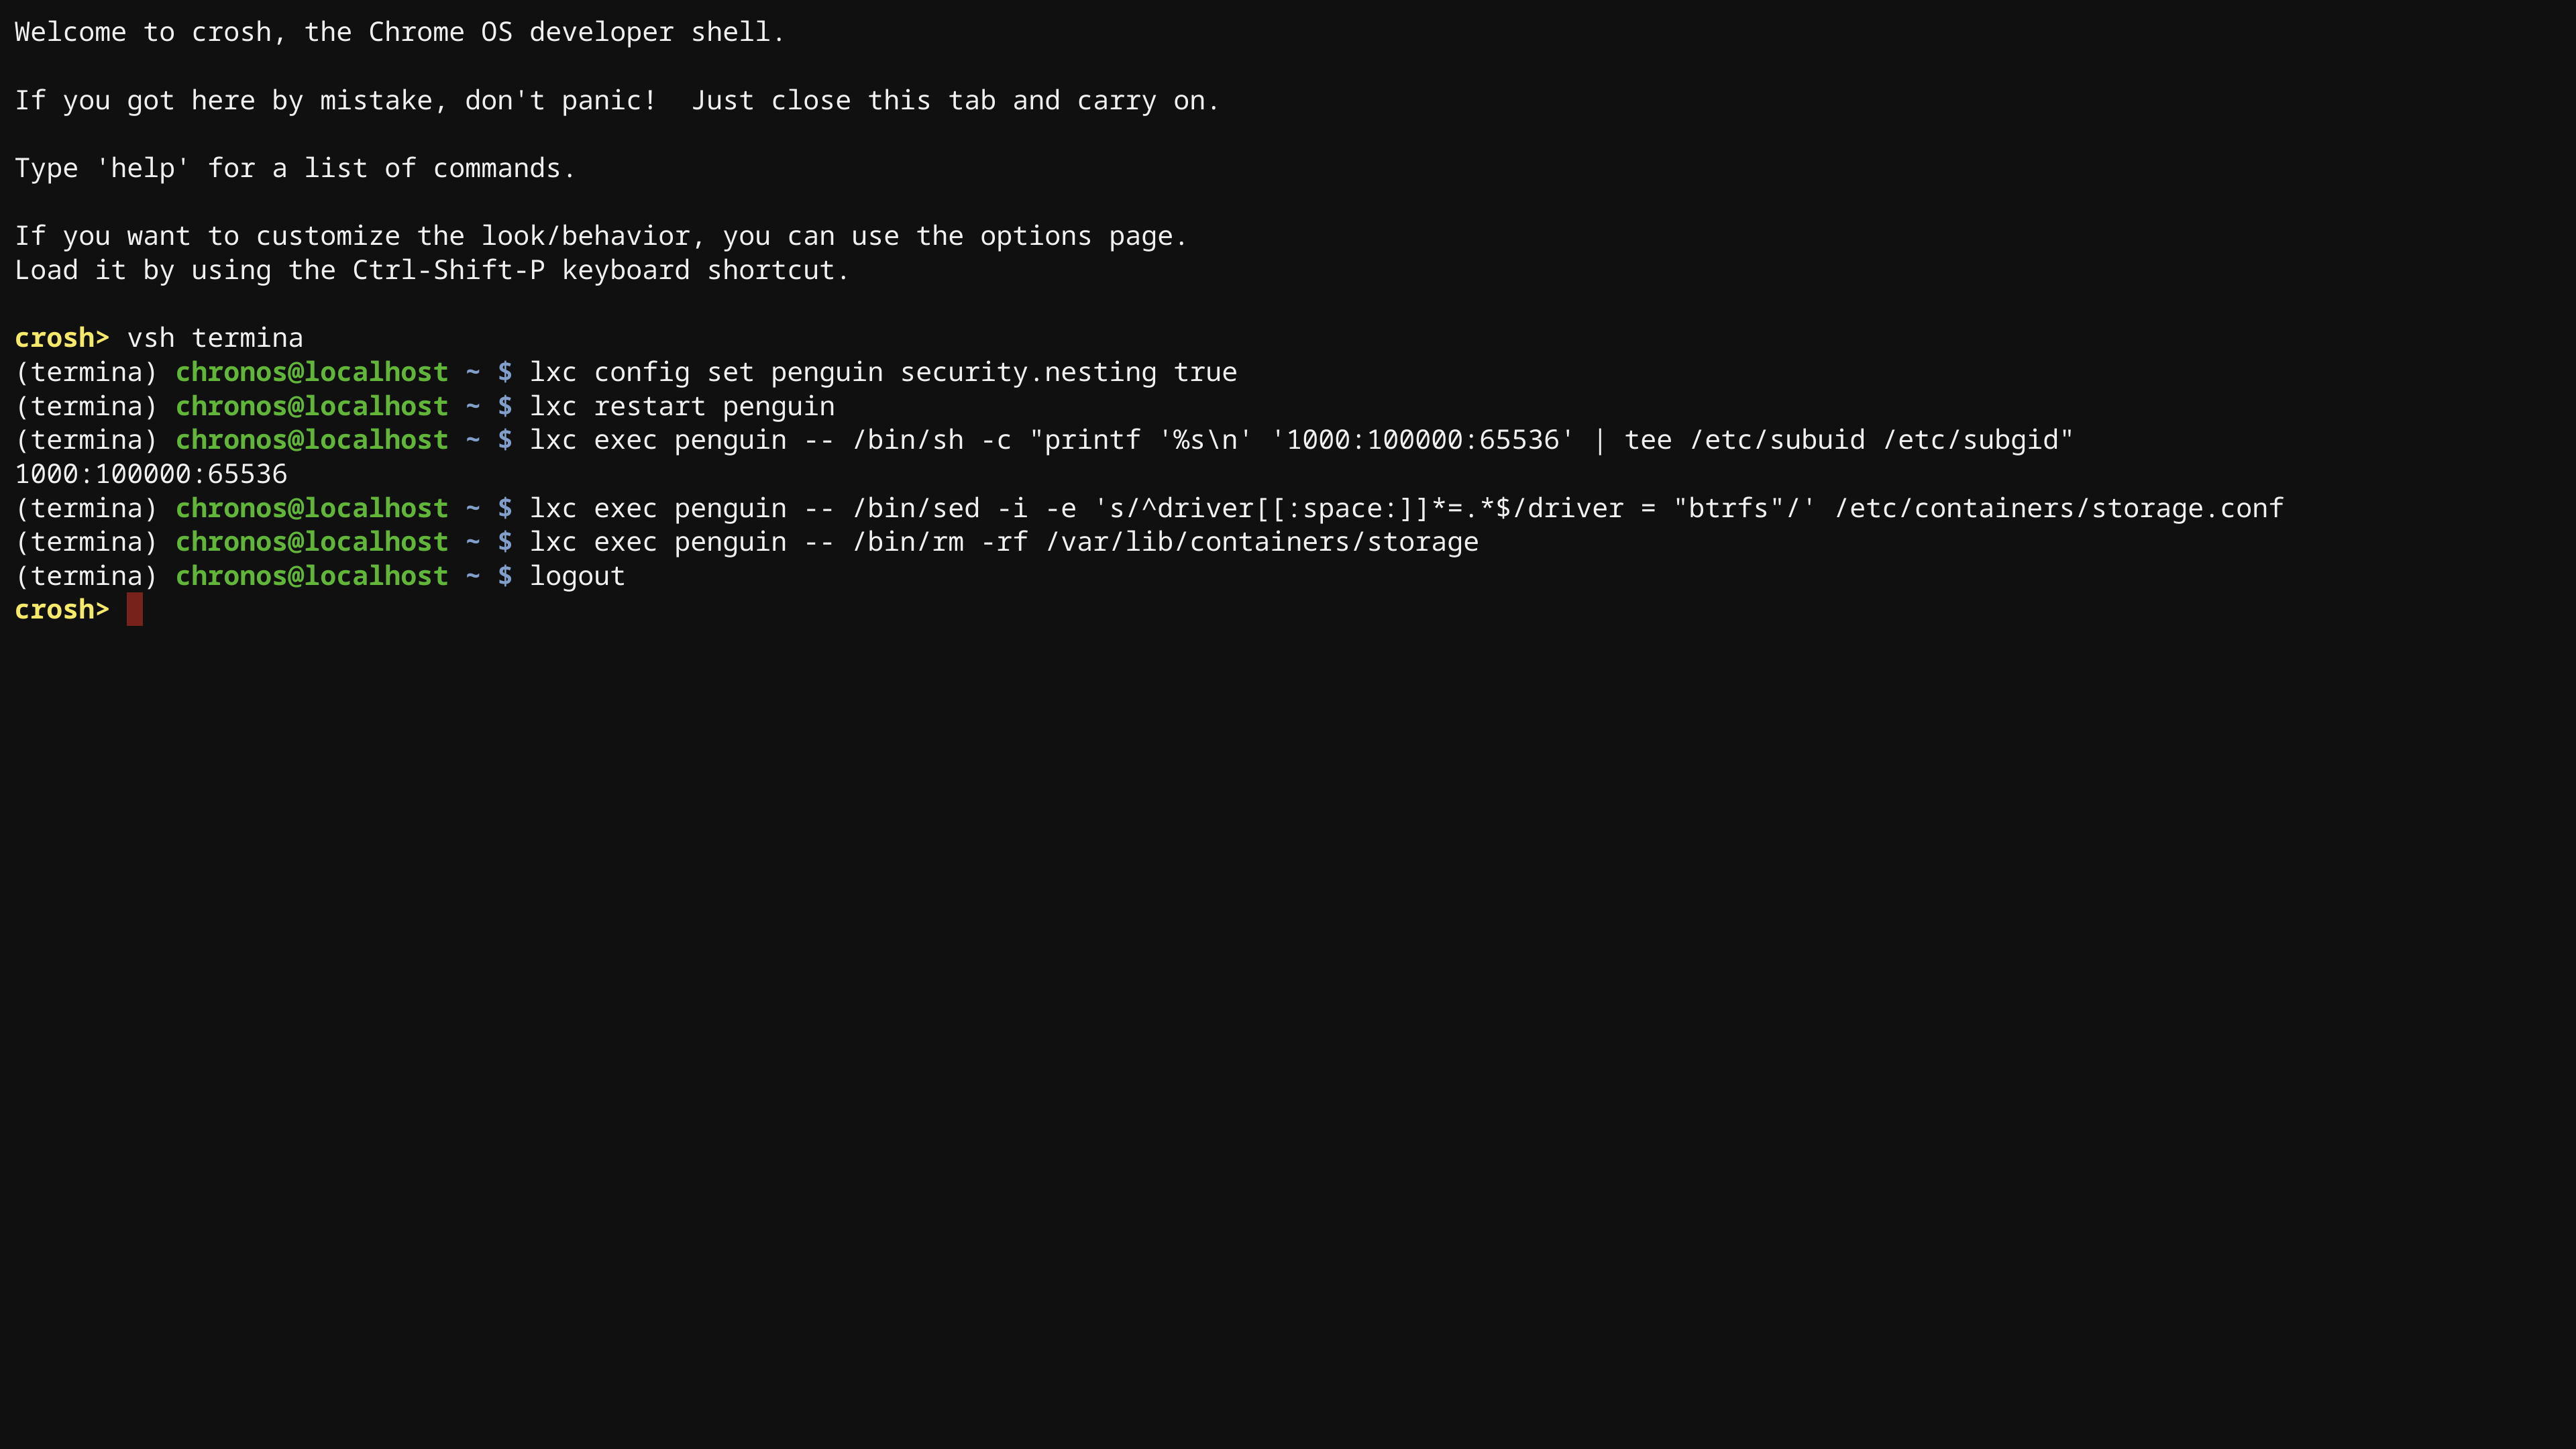 Welcome to crosh, the Chrome OS developer shell.
If you got here by mistake, don't panic!  Just close this tab and carry on.
Type 'help' for a list of commands.
If you want to customize the look/behavior, you can use the options page.
Load it by using the Ctrl-Shift-P keyboard shortcut.
crosh> vsh termina
(termina) chronos@localhost ~ $ lxc config set penguin security.nesting true
(termina) chronos@localhost ~ $ lxc restart penguin
(termina) chronos@localhost ~ $ lxc exec penguin -- /bin/sh -c "printf '%s\n' '1000:100000:65536' | tee /etc/subuid /etc/subgid"
1000:100000:65536
(termina) chronos@localhost ~ $ lxc exec penguin -- /bin/sed -i -e 's/^driver[[:space:]]*=.*$/driver = "btrfs"/' /etc/containers/storage.conf
(termina) chronos@localhost ~ $ lxc exec penguin -- /bin/rm -rf /var/lib/containers/storage
(termina) chronos@localhost ~ $ logout
crosh>